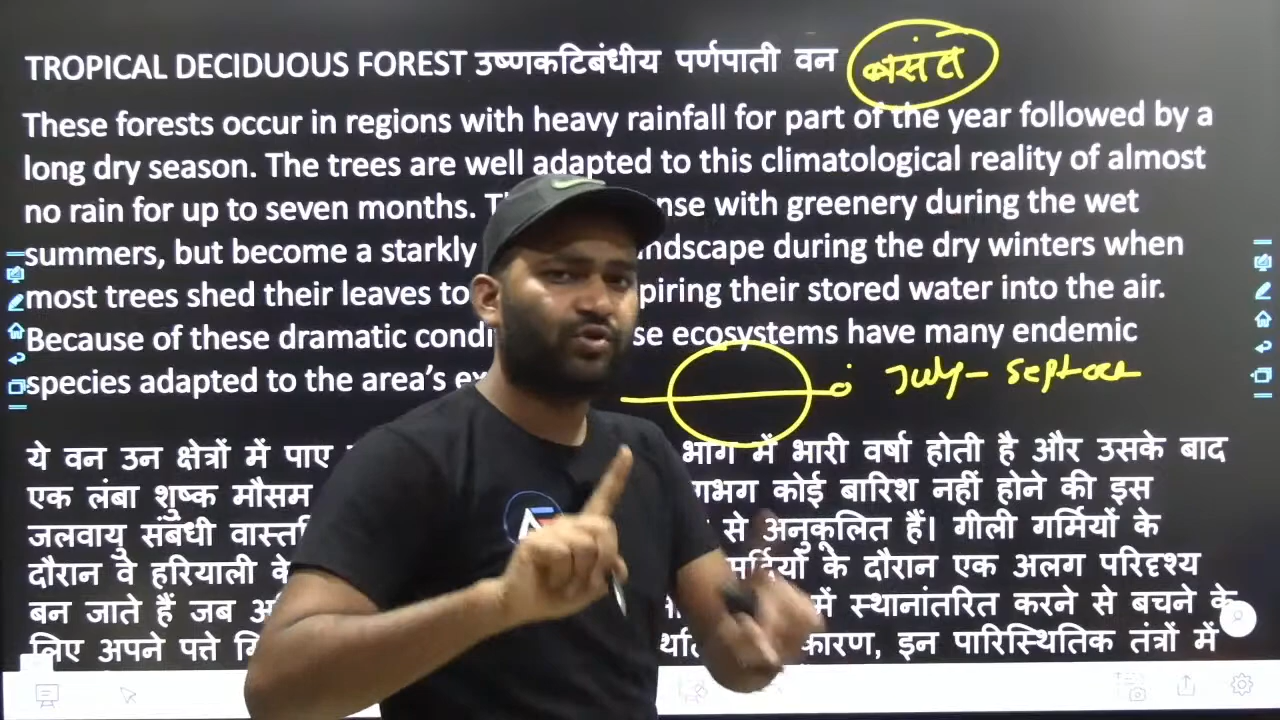 TROPICAL DECIDUOUS FOREST उष्णकटिबंधीय पर्णपाती वन बसंत
These forests occur in regions with heavy rainfall for part of the year followed by a
long dry season. The trees are well adapted to this climatological reality of almost
no rain for up to seven months. nse with greenery during the wet
summers, but become a starkly ndscape during the dry winters when
most trees shed their leaves to piring their stored water into the air.
Because of these dramatic condi se ecosystems have many endemic
species adapted to the area's ex July - Sept
ये वन उन क्षेत्रों में पाए भाग में भारी वर्षा होती है और उसके बाद
एक लंबा शुष्क मौसम गभग कोई बारिश नहीं होने की इस
जलवायु संबंधी वास्तवि से अनुकूलित हैं। गीली गर्मियों के
दौरान वे हरियाली के सर्दियों के दौरान एक अलग परिदृश्य
बन जाते हैं जब में स्थानांतरित करने से बचने के
लिए अपने पत्ते कारण, इन पारिस्थितिक तंत्रों में